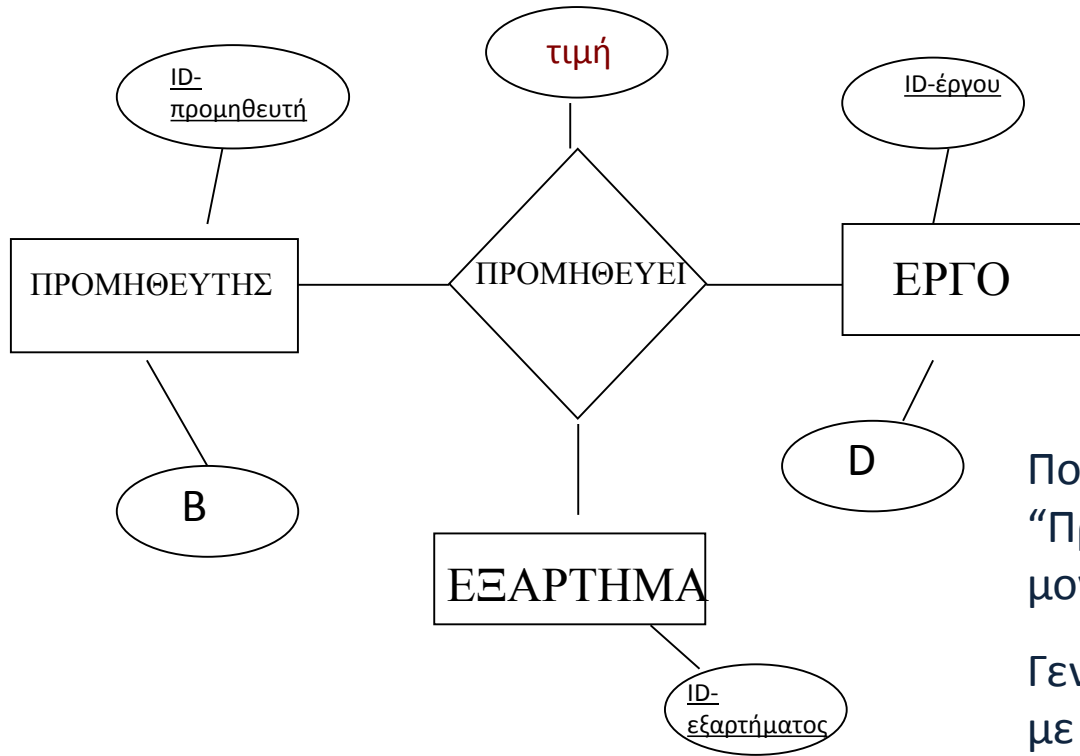 τιμή
ID-
προμηθευτή
ID-έργου
ΠΡΟΜΗΘΕΥΤΗΣ
ΠΡΟΜΗΘΕΥΕΙ
ΕΡΓΟ
B
D
ΕΞΑΡΤΗΜΑ
ID-
εξαρτήματος